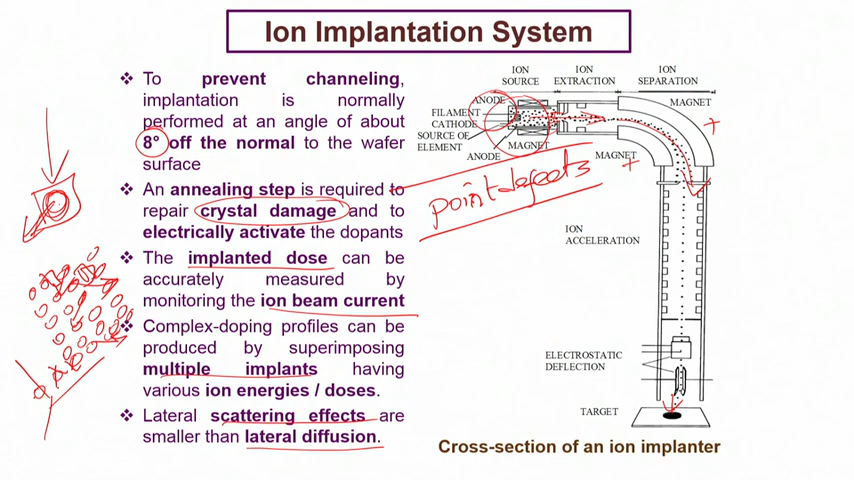 Ion Implantation System
❖ To prevent channeling,
implantation is normally
performed at an angle of about
8° off the normal to the wafer
surface
❖ An annealing step is required to
repair crystal damage and to
electrically activate the dopants
❖ The implanted dose can be
accurately measured by
monitoring the ion beam current
❖ Complex-doping profiles can be
produced by superimposing
multiple implants having
various ion energies / doses.
❖ Lateral scattering effects are
smaller than lateral diffusion.
point defects
ION
SOURCE
ION
EXTRACTION
ION
SEPARATION
ANODE
FILAMENT
CATHODE
SOURCE OF
ELEMENT
ANODE
MAGNET
MAGNET
MAGNET
+
+
ION
ACCELERATION
ELECTROSTATIC
DEFLECTION
TARGET
Cross-section of an ion implanter